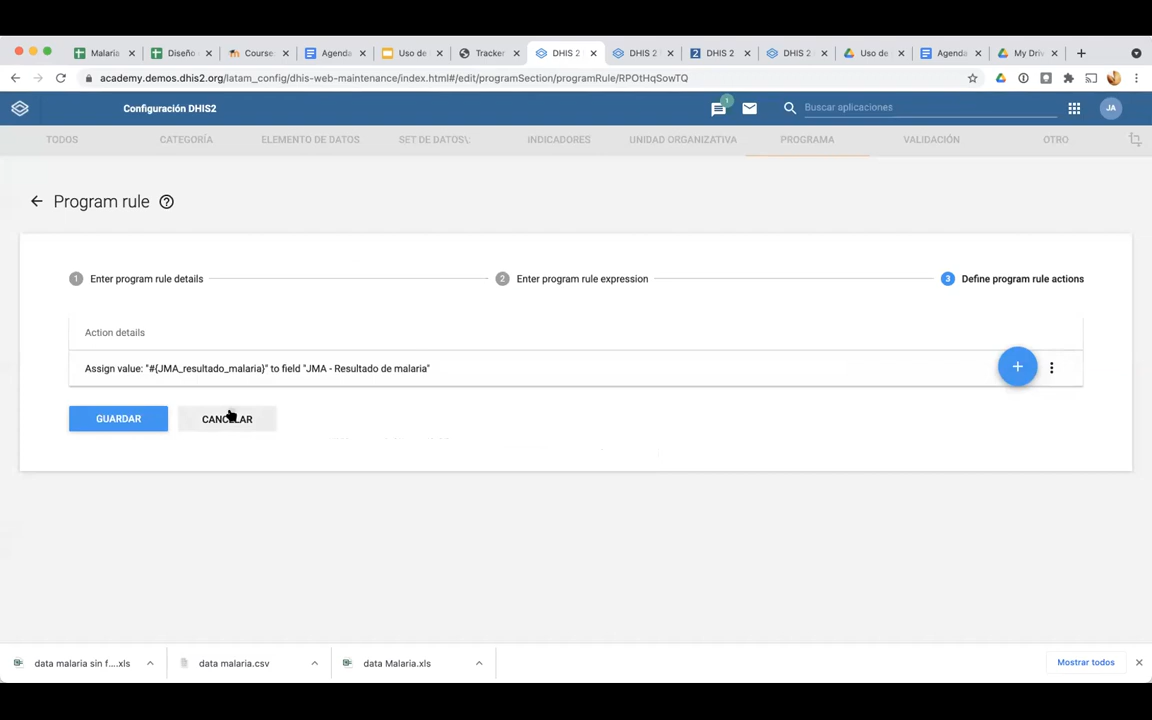 Malaria
Diseño
Course
Agenda
Uso de
Tracker
DHIS 2
DHIS 2
DHIS 2
DHIS 2
Uso de
Agenda
My Driv
academy.demos.dhis2.org/latam_config/dhis-web-maintenance/index.html#/edit/programSection/programRule/RPOtHqSowTQ
Configuración DHIS2
1
Buscar aplicaciones
JA
TODOS
CATEGORÍA
ELEMENTO DE DATOS
SET DE DATOS\;
INDICADORES
UNIDAD ORGANIZATIVA
PROGRAMA
VALIDACIÓN
OTRO
Program rule
1 Enter program rule details
2 Enter program rule expression
3 Define program rule actions
Action details
Assign value: "#{JMA_resultado_malaria}" to field "JMA - Resultado de malaria"
GUARDAR
CANCELAR
data malaria sin f....xls
data malaria.csv
data Malaria.xls
Mostrar todos